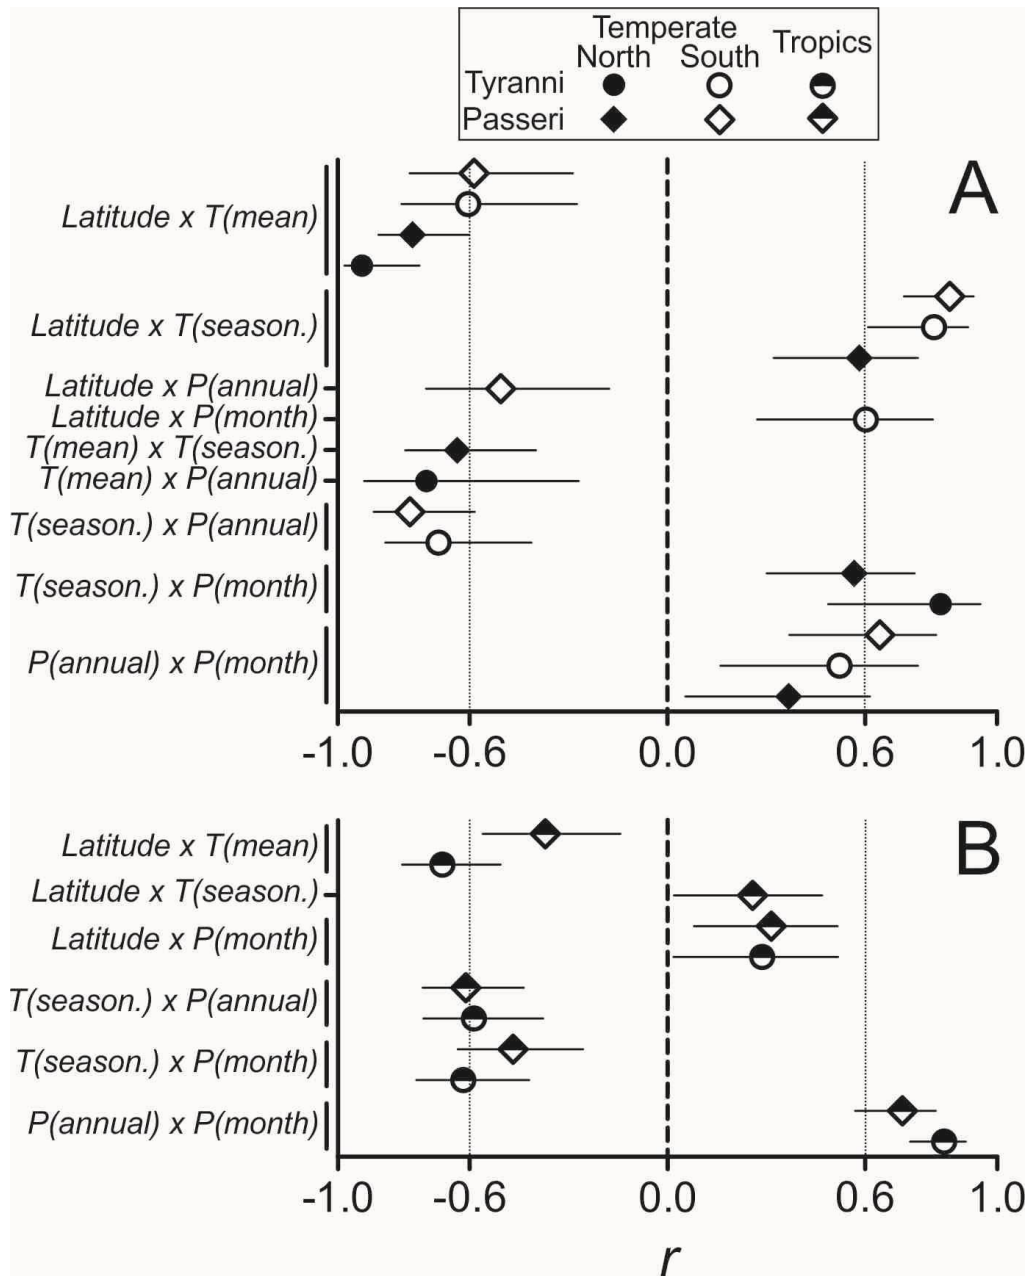 Temperate
North South Tropics
Tyranni
Passeri
A
Latitude x T(mean)
Latitude x T(season.)
Latitude x P(annual)
Latitude x P(month)
T(mean) x T(season.)
T(mean) x P(annual)
T(season.) x P(annual)
T(season.) x P(month)
P(annual) x P(month)
-1.0 -0.6 0.0 0.6 1.0
B
Latitude x T(mean)
Latitude x T(season.)
Latitude x P(month)
T(season.) x P(annual)
T(season.) x P(month)
P(annual) x P(month)
-1.0 -0.6 0.0 0.6 1.0
r